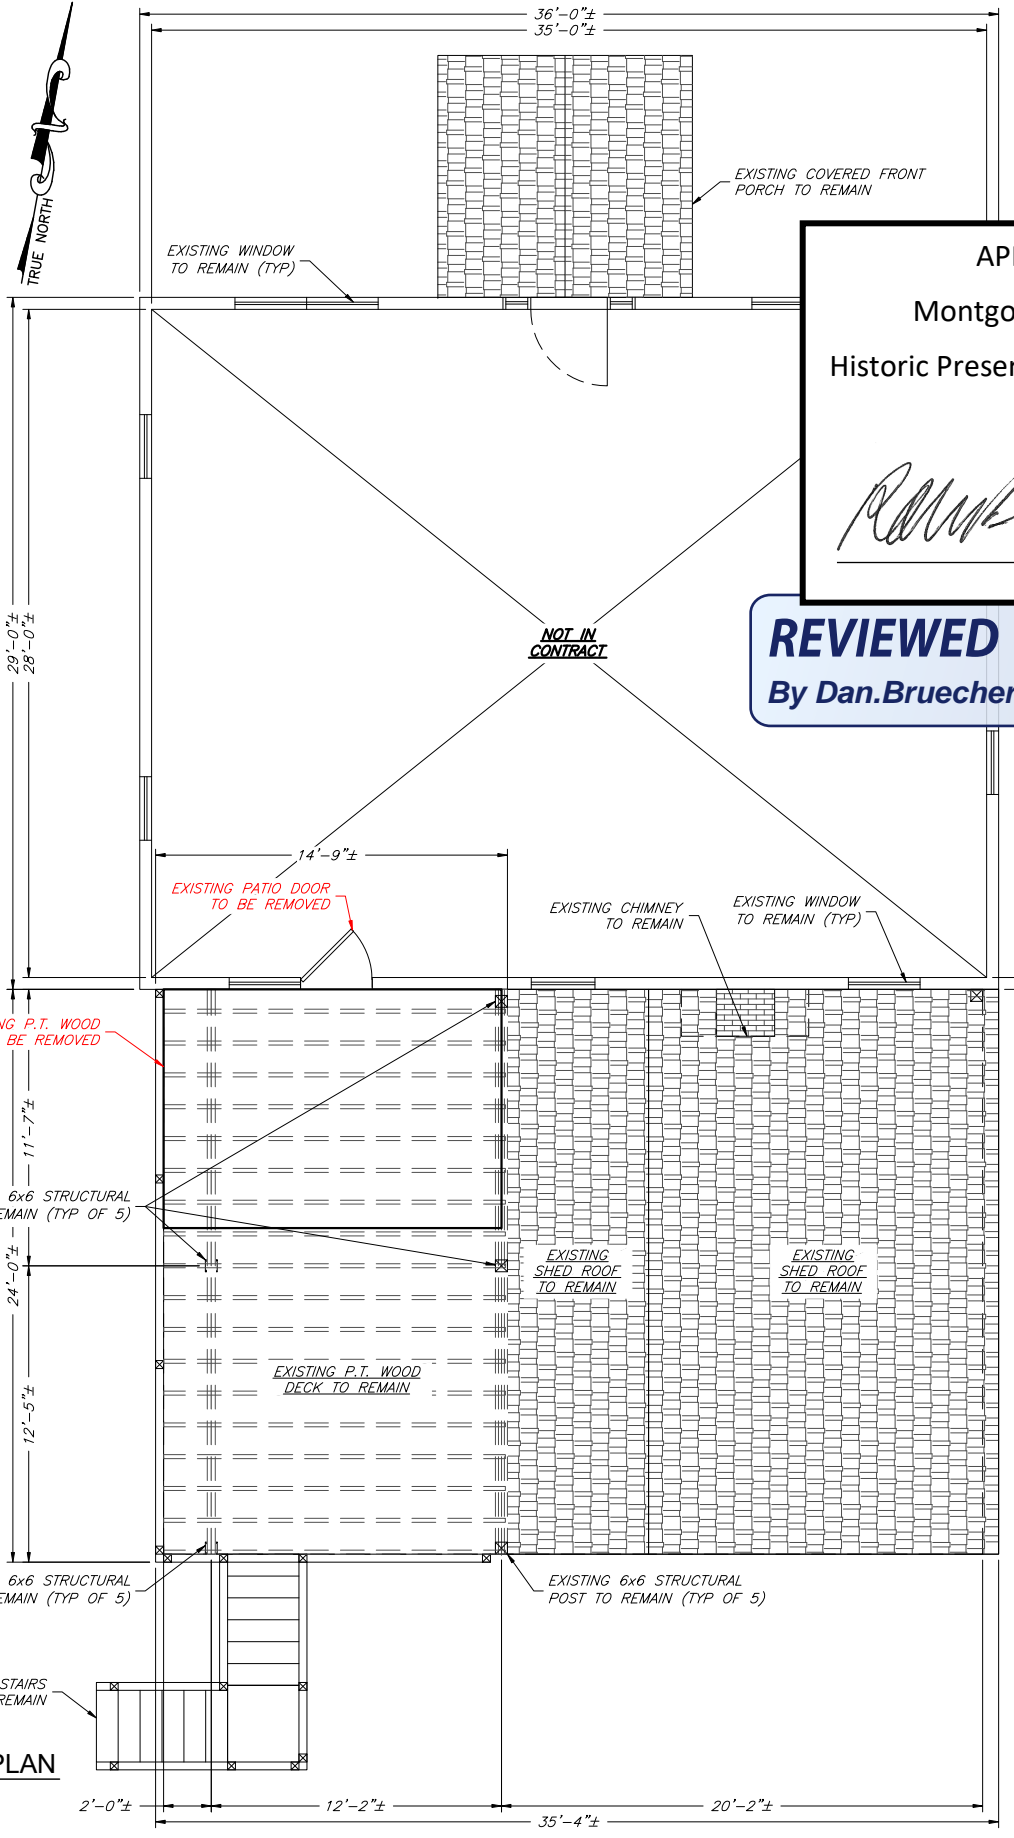 36'-0"±
35'-0"±
TRUE NORTH
EXISTING COVERED FRONT
PORCH TO REMAIN
EXISTING WINDOW
TO REMAIN (TYP)
Montgo
Historic Preser
29'-0"±
28'-0"±
NOT IN
CONTRACT
REVIEWED
By Dan.Bruecher
14'-9"±
EXISTING PATIO DOOR
TO BE REMOVED
EXISTING CHIMNEY
TO REMAIN
EXISTING WINDOW
TO REMAIN (TYP)
NG P.T. WOOD
BE REMOVED
11'-7"±
6x6 STRUCTURAL
EMAIN (TYP OF 5)
24'-0"±
EXISTING
SHED ROOF
TO REMAIN
EXISTING
SHED ROOF
TO REMAIN
EXISTING P.T. WOOD
DECK TO REMAIN
12'-5"±
6x6 STRUCTURAL
EMAIN (TYP OF 5)
EXISTING 6x6 STRUCTURAL
POST TO REMAIN (TYP OF 5)
STAIRS
REMAIN
PLAN
2'-0"±
12'-2"±
20'-2"±
35'-4"±